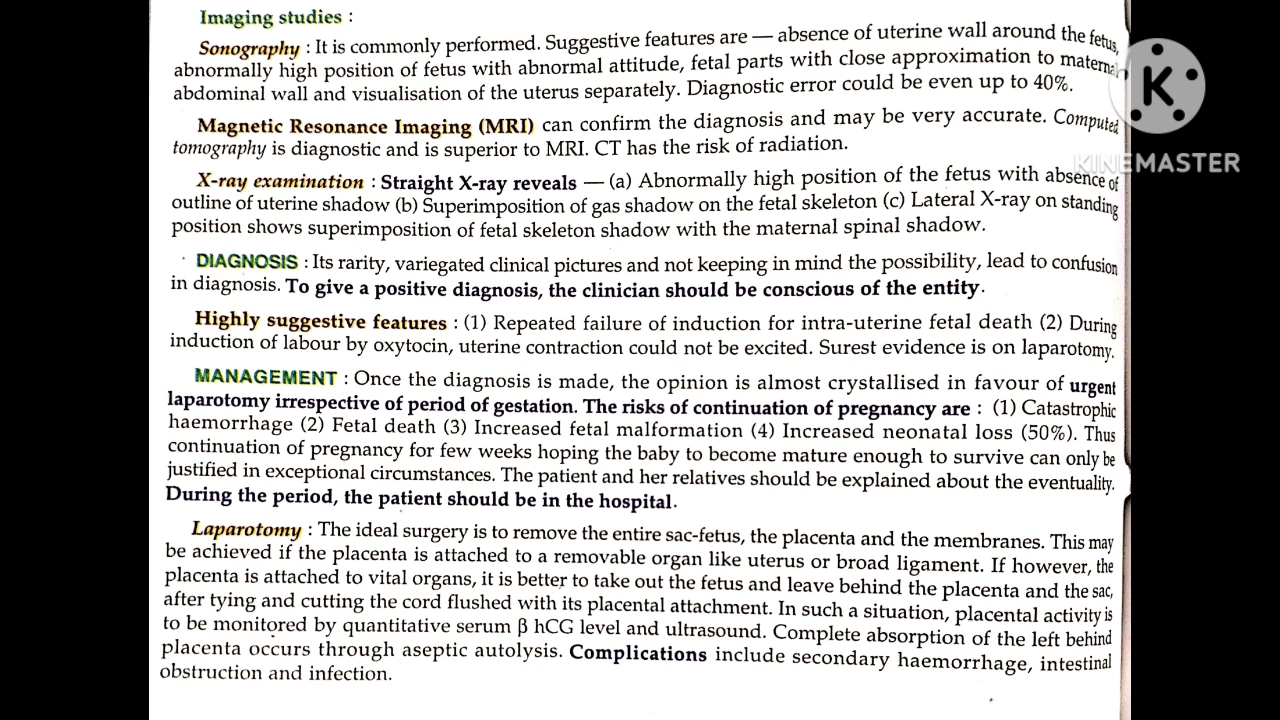 Imaging studies :
Sonography : It is commonly performed. Suggestive features are — absence of uterine wall around the fetus,
abnormally high position of fetus with abnormal attitude, fetal parts with close approximation to maternal
abdominal wall and visualisation of the uterus separately. Diagnostic error could be even up to 40%.
Magnetic Resonance Imaging (MRI) can confirm the diagnosis and may be very accurate. Computed
tomography is diagnostic and is superior to MRI. CT has the risk of radiation.
X-ray examination : Straight X-ray reveals — (a) Abnormally high position of the fetus with absence of
outline of uterine shadow (b) Superimposition of gas shadow on the fetal skeleton (c) Lateral X-ray on standing
position shows superimposition of fetal skeleton shadow with the maternal spinal shadow.
DIAGNOSIS : Its rarity, variegated clinical pictures and not keeping in mind the possibility, lead to confusion
in diagnosis. To give a positive diagnosis, the clinician should be conscious of the entity.
Highly suggestive features : (1) Repeated failure of induction for intra-uterine fetal death (2) During
induction of labour by oxytocin, uterine contraction could not be excited. Surest evidence is on laparotomy.
MANAGEMENT : Once the diagnosis is made, the opinion is almost crystallised in favour of urgent
laparotomy irrespective of period of gestation. The risks of continuation of pregnancy are : (1) Catastrophic
haemorrhage (2) Fetal death (3) Increased fetal malformation (4) Increased neonatal loss (50%). Thus
continuation of pregnancy for few weeks hoping the baby to become mature enough to survive can only be
justified in exceptional circumstances. The patient and her relatives should be explained about the eventuality.
During the period, the patient should be in the hospital.
Laparotomy : The ideal surgery is to remove the entire sac-fetus, the placenta and the membranes. This may
be achieved if the placenta is attached to a removable organ like uterus or broad ligament. If however, the
placenta is attached to vital organs, it is better to take out the fetus and leave behind the placenta and the sac,
after tying and cutting the cord flushed with its placental attachment. In such a situation, placental activity is
to be monitored by quantitative serum β hCG level and ultrasound. Complete absorption of the left behind
placenta occurs through aseptic autolysis. Complications include secondary haemorrhage, intestinal
obstruction and infection.
K
KINEMASTER